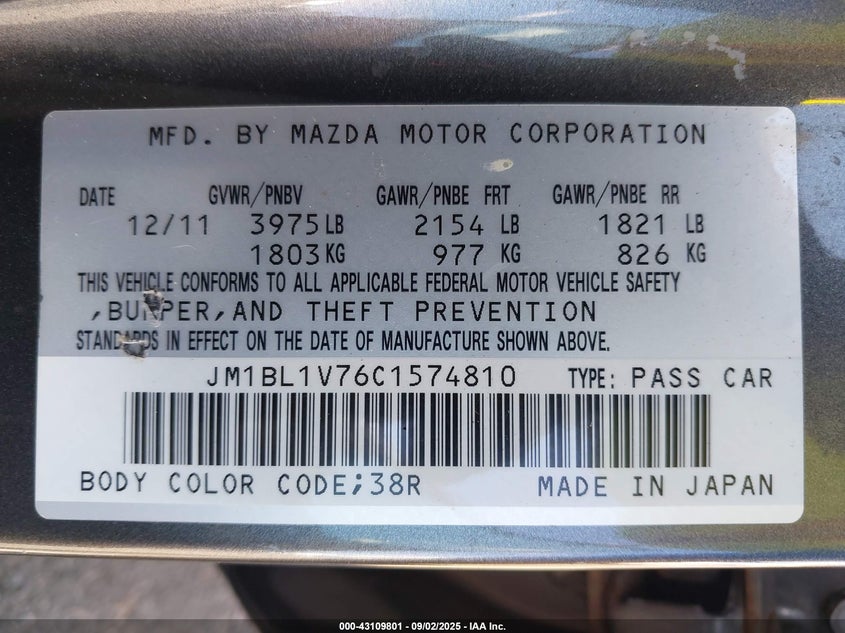 MFD. BY MAZDA MOTOR CORPORATION
DATE GVWR/PNBV GAWR/PNBE FRT GAWR/PNBE RR
12/11 3975 LB 2154 LB 1821 LB
1803 KG 977 KG 826 KG
THIS VEHICLE CONFORMS TO ALL APPLICABLE FEDERAL MOTOR VEHICLE SAFETY
,BUMPER,AND THEFT PREVENTION
STANDARDS IN EFFECT ON THE DATE OF MANUFACTURE SHOWN ABOVE.
JM1BL1V76C1574810 TYPE: PASS CAR
BODY COLOR CODE;38R MADE IN JAPAN
000-43109801 - 09/02/2025 - IAA Inc.